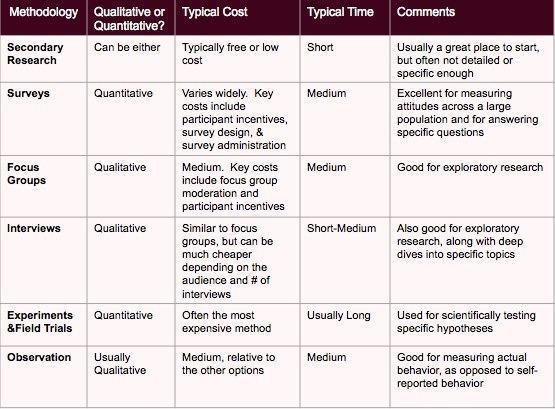 Methodology
Qualitative or
Quantitative?
Typical Cost
Typical Time
Comments
Secondary
Research
Can be either
Typically free or low
cost
Short
Usually a great place to start,
but often not detailed or
specific enough
Surveys
Quantitative
Varies widely. Key
costs include
participant incentives,
survey design, &
survey administration
Medium
Excellent for measuring
attitudes across a large
population and for answering
specific questions
Focus
Groups
Qualitative
Medium. Key costs
include focus group
moderation and
participant incentives
Medium
Good for exploratory research
Interviews
Qualitative
Similar to focus
groups, but can be
much cheaper
depending on the
audience and # of
interviews
Short-Medium
Also good for exploratory
research, along with deep
dives into specific topics
Experiments
&Field Trials
Quantitative
Often the most
expensive method
Usually Long
Used for scientifically testing
specific hypotheses
Observation
Usually
Qualitative
Medium, relative to
the other options
Medium
Good for measuring actual
behavior, as opposed to self-
reported behavior